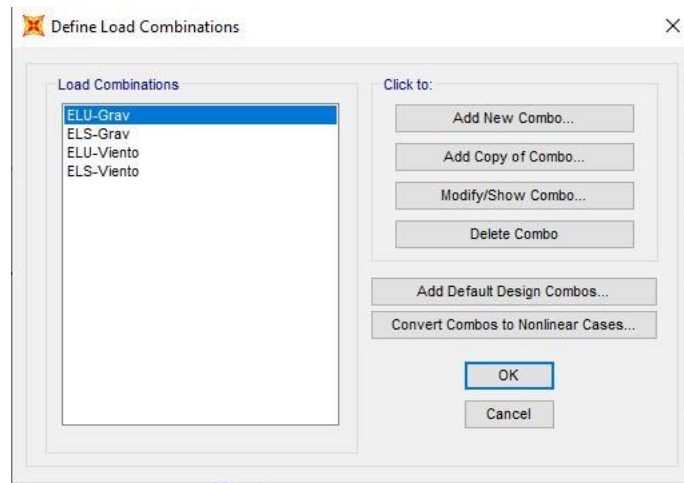 Define Load Combinations
Load Combinations
ELU-Grav
ELS-Grav
ELU-Viento
ELS-Viento
Click to:
Add New Combo...
Add Copy of Combo...
Modify/Show Combo...
Delete Combo
Add Default Design Combos...
Convert Combos to Nonlinear Cases...
OK
Cancel